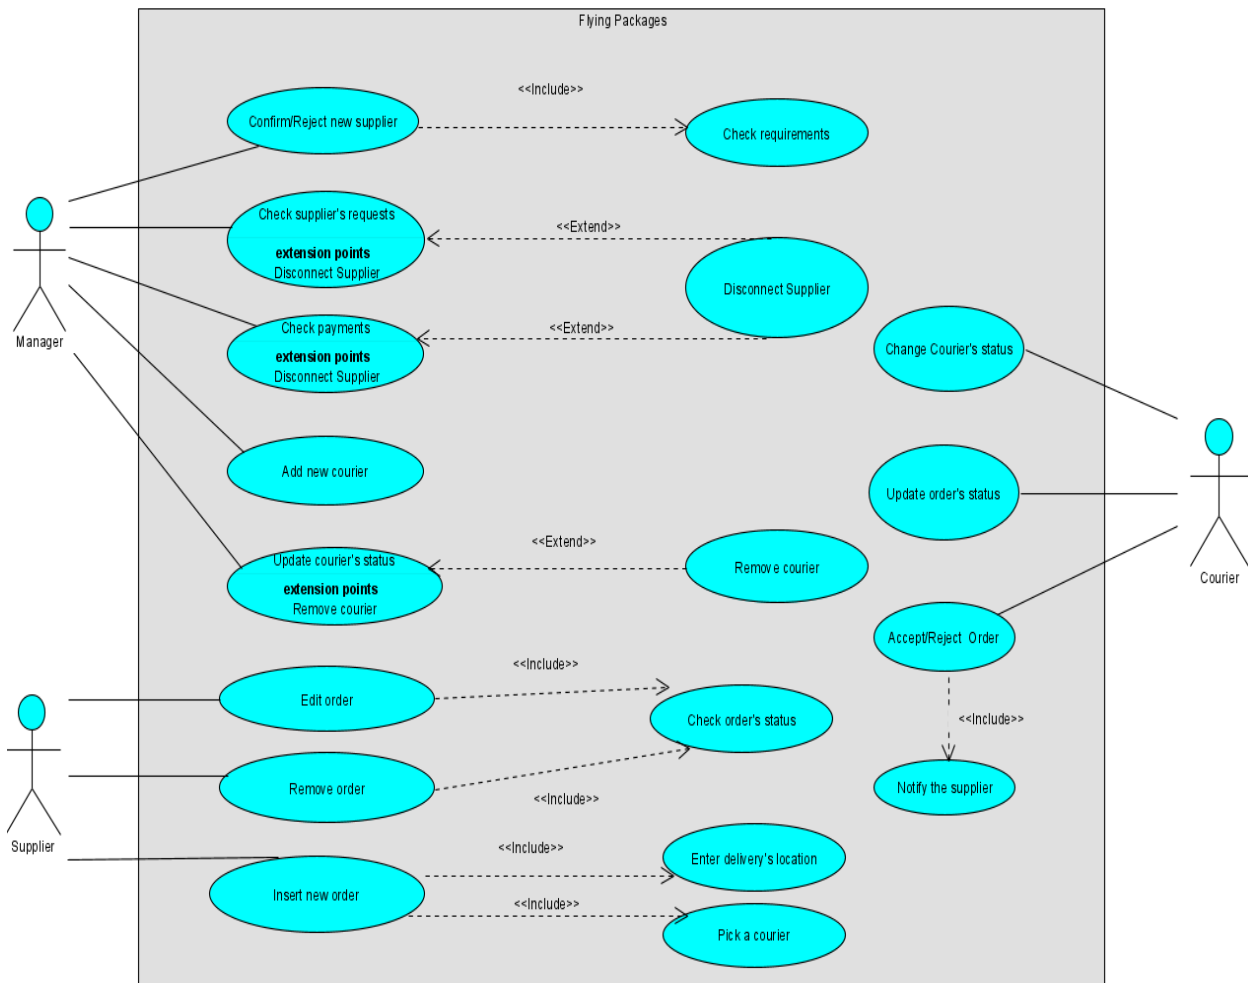 Flying Packages
<<Include>>
Confirm/Reject new supplier
Check requirements
Check supplier's requests
extension points
Disconnect Supplier
<<Extend>>
Disconnect Supplier
Manager
Check payments
extension points
Disconnect Supplier
<<Extend>>
Change Courier's status
Add new courier
Update order's status
Courier
<<Extend>>
Update courier's status
extension points
Remove courier
Remove courier
Accept/Reject Order
<<Include>>
Edit order
Check order's status
<<Include>>
Remove order
<<Include>>
Notify the supplier
Supplier
<<Include>>
Enter delivery's location
Insert new order
<<Include>>
Pick a courier